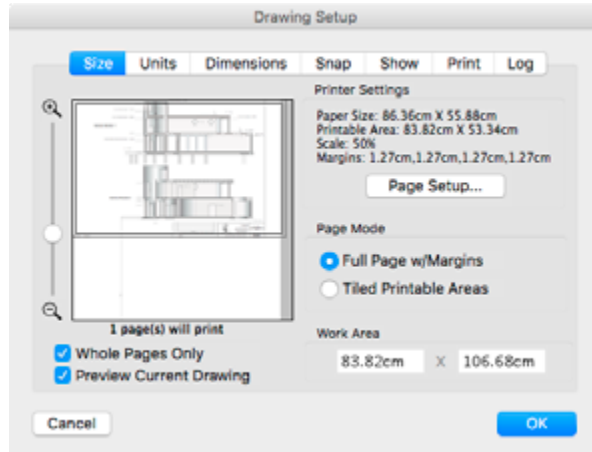 Drawing Setup
Size Units Dimensions Snap Show Print Log
Printer Settings
Paper Size: 86.36cm X 55.88cm
Printable Area: 83.82cm X 53.34cm
Scale: 50%
Margins: 1.27cm,1.27cm,1.27cm,1.27cm
Page Setup...
Page Mode
Full Page w/Margins
Tiled Printable Areas
1 page(s) will print
Whole Pages Only
Preview Current Drawing
Work Area
83.82cm X 106.68cm
Cancel OK